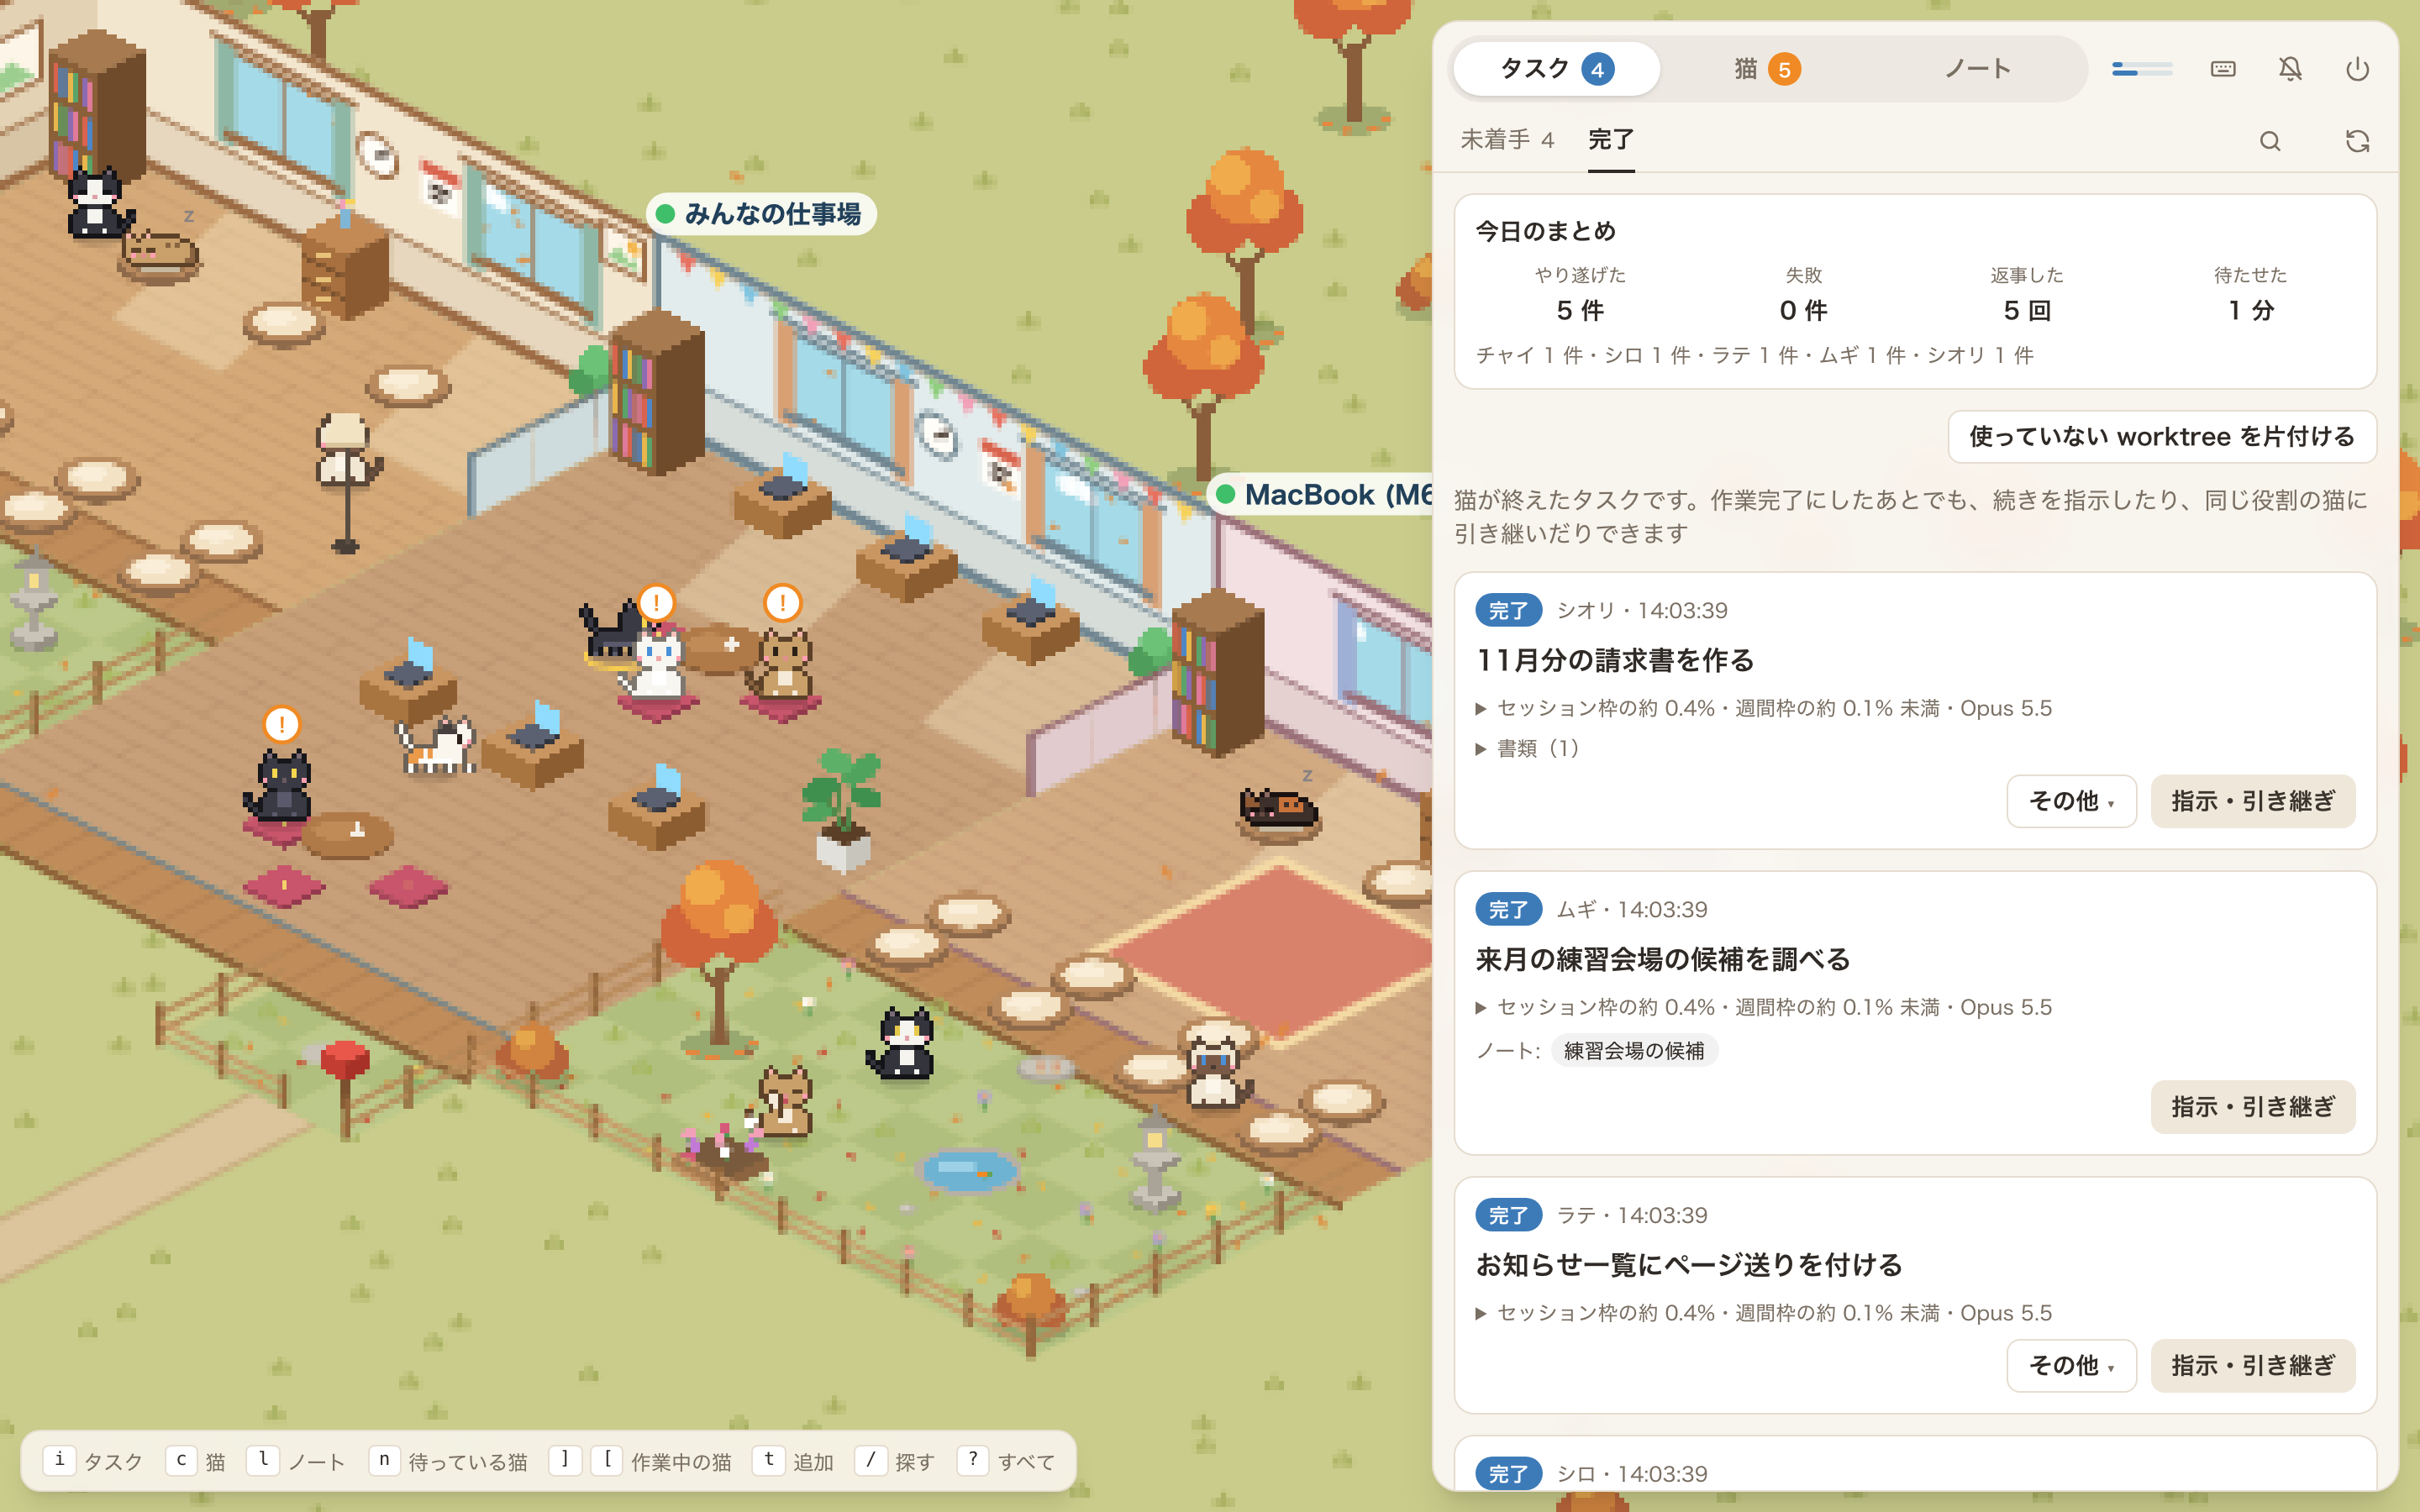 みんなの仕事場
MacBook (M6
z
z
タスク 4
猫 5
ノート
未着手 4
完了
今日のまとめ
やり遂げた 失敗 返事した 待たせた
5 件 0 件 5 回 1 分
チャイ 1 件・シロ 1 件・ラテ 1 件・ムギ 1 件・シオリ 1 件
使っていない worktree を片付ける
猫が終えたタスクです。作業完了にしたあとでも、続きを指示したり、同じ役割の猫に
引き継いだりできます
完了 シオリ・14:03:39
11月分の請求書を作る
▶ セッション枠の約 0.4%・週間枠の約 0.1% 未満・Opus 5.5
▶ 書類（1）
その他 ▾ 指示・引き継ぎ
完了 ムギ・14:03:39
来月の練習会場の候補を調べる
▶ セッション枠の約 0.4%・週間枠の約 0.1% 未満・Opus 5.5
ノート: 練習会場の候補
指示・引き継ぎ
完了 ラテ・14:03:39
お知らせ一覧にページ送りを付ける
▶ セッション枠の約 0.4%・週間枠の約 0.1% 未満・Opus 5.5
その他 ▾ 指示・引き継ぎ
完了 シロ・14:03:39
i タスク c 猫 l ノート n 待っている猫 ] [ 作業中の猫 t 追加 / 探す ? すべて